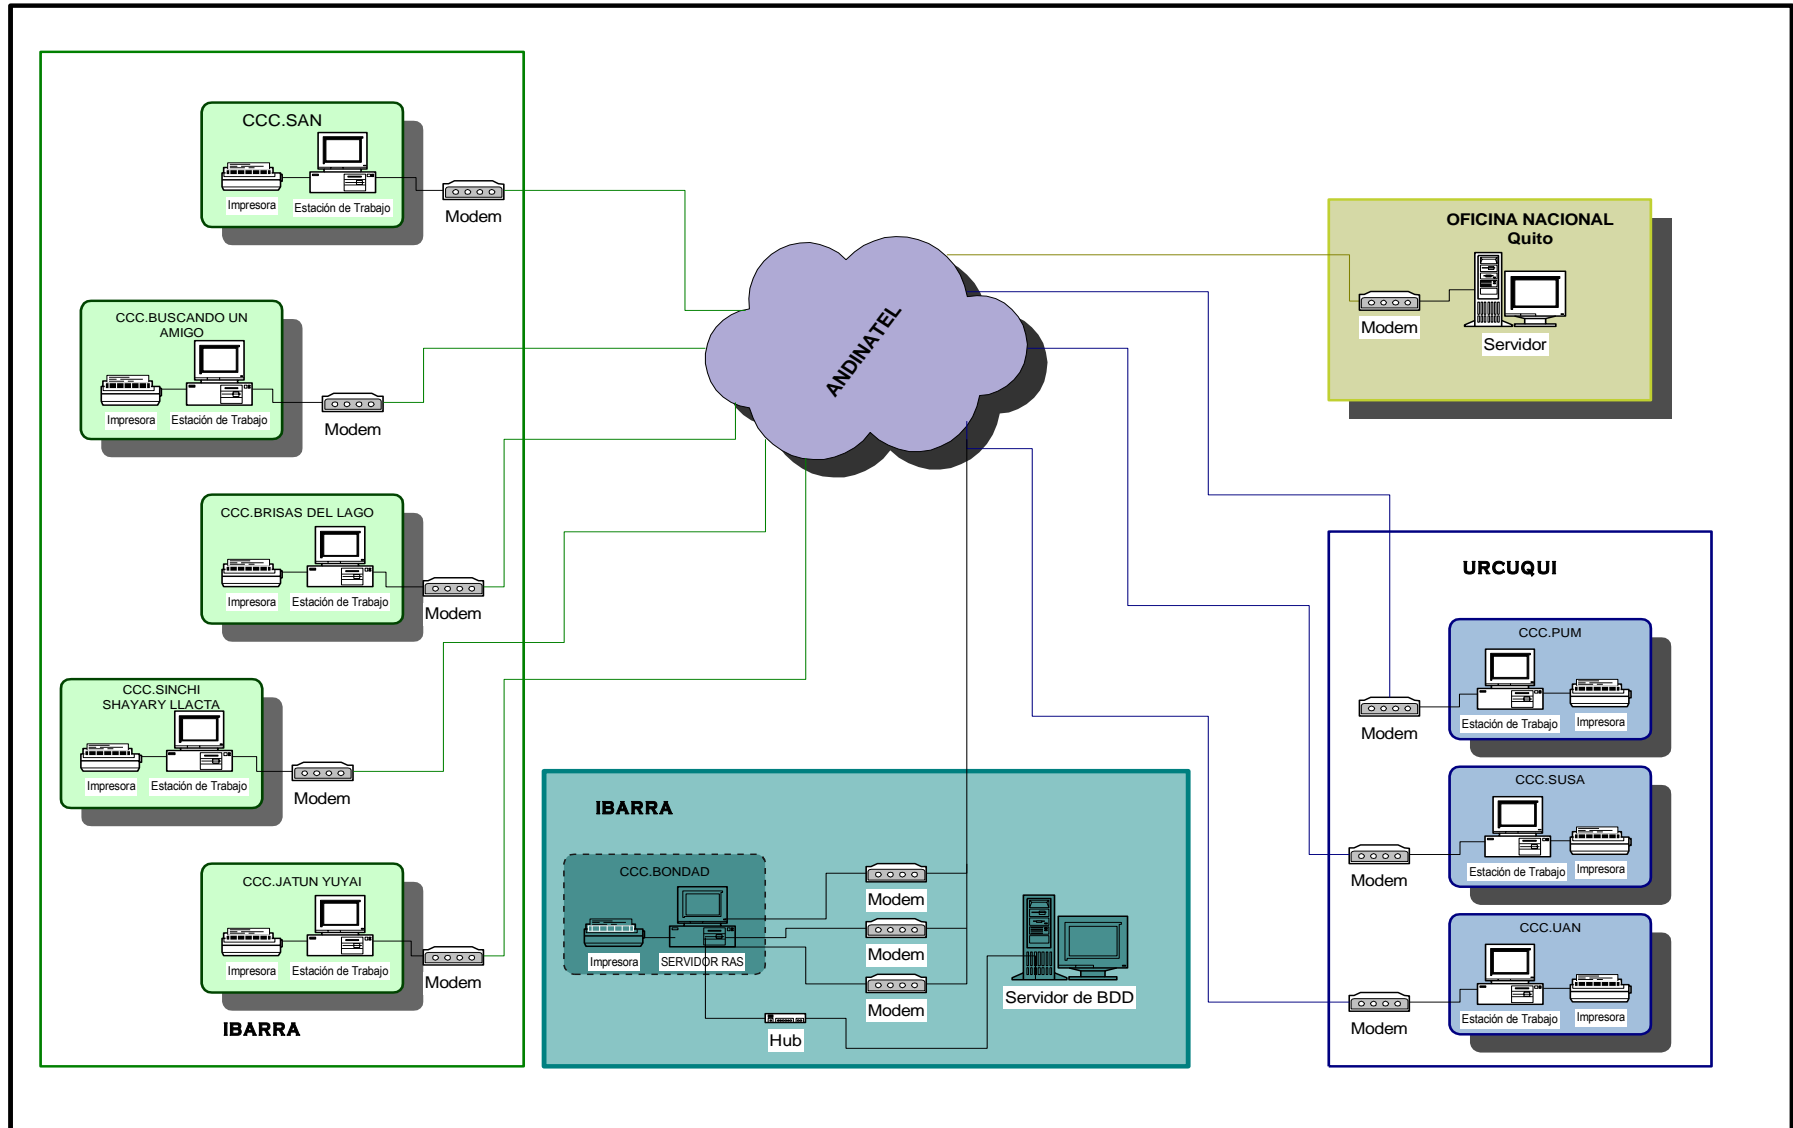 CCC.SAN
Impresora
Estación de Trabajo
Modem
CCC.BUSCANDO UN
AMIGO
Impresora
Estación de Trabajo
Modem
CCC.BRISAS DEL LAGO
Impresora
Estación de Trabajo
Modem
CCC.SINCHI
SHAYARY LLACTA
Impresora
Estación de Trabajo
Modem
CCC.JATUN YUYAI
Impresora
Estación de Trabajo
Modem
IBARRA
ANDINATEL
OFICINA NACIONAL
Quito
Modem
Servidor
IBARRA
CCC.BONDAD
Impresora
SERVIDOR RAS
Modem
Modem
Modem
Hub
Servidor de BDD
URCUQUI
CCC.PUM
Modem
Estación de Trabajo
Impresora
CCC.SUSA
Modem
Estación de Trabajo
Impresora
CCC.UAN
Modem
Estación de Trabajo
Impresora